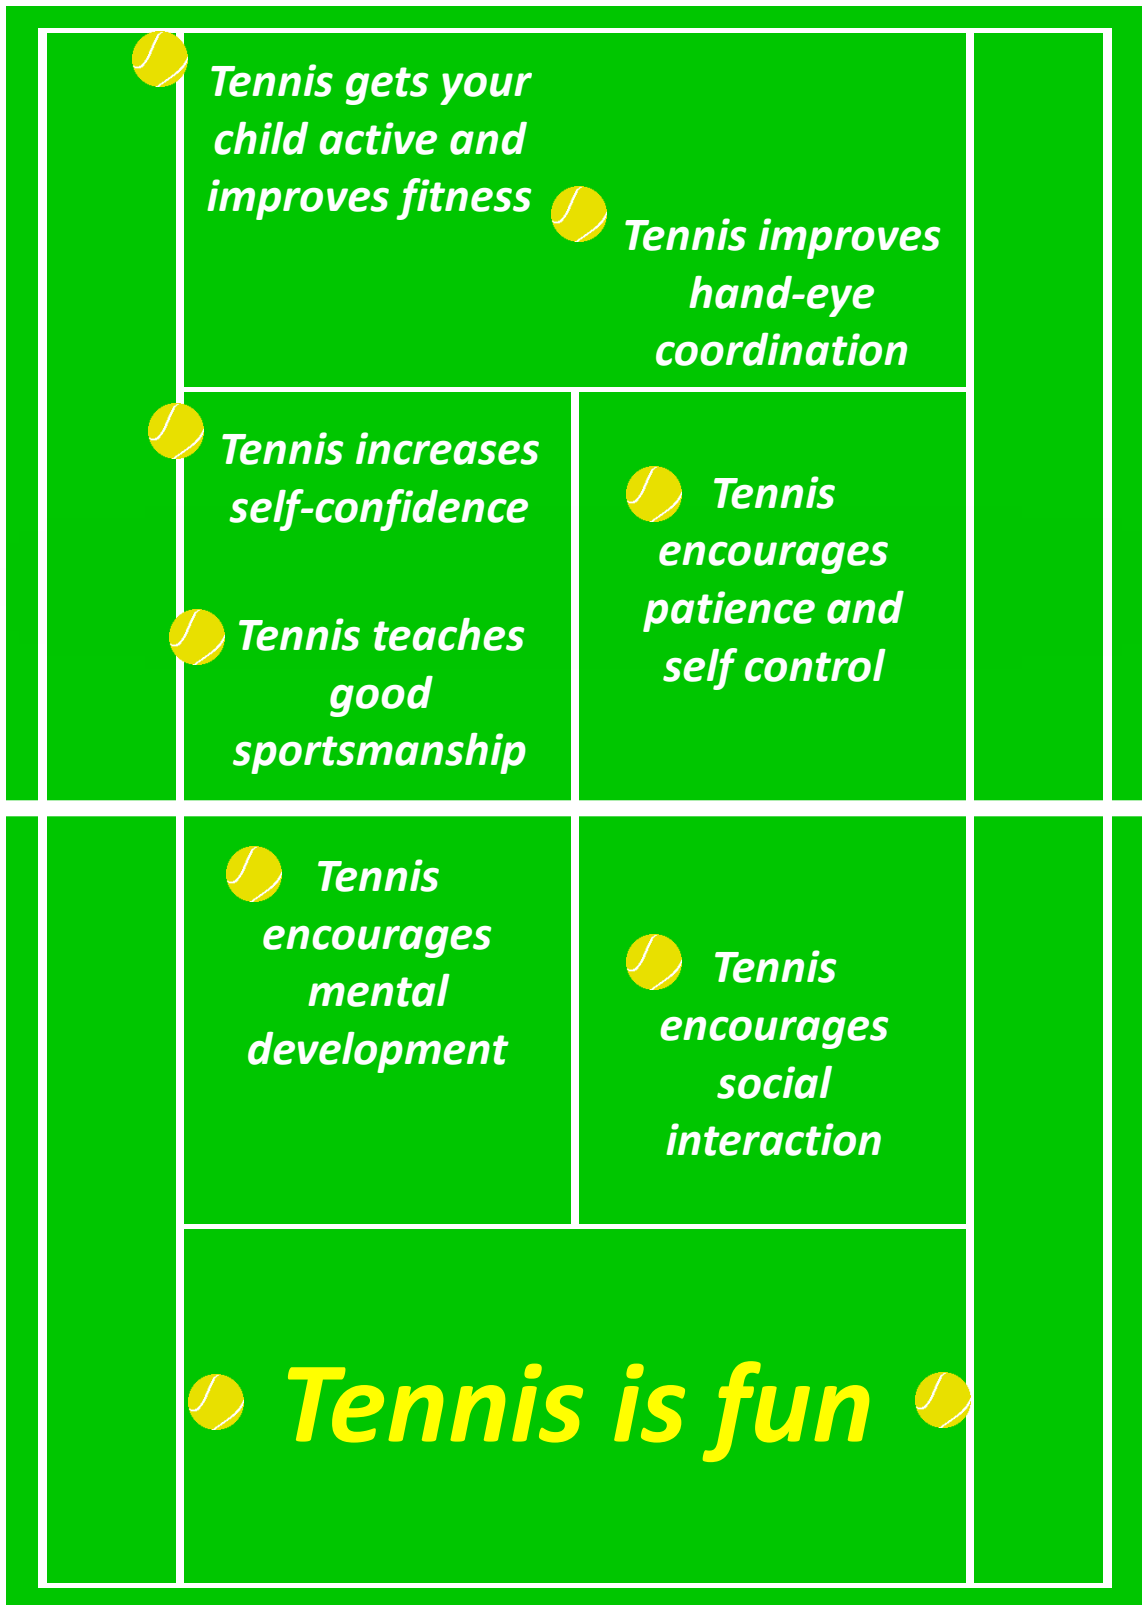 Tennis gets your
child active and
improves fitness
Tennis improves
hand-eye
coordination
Tennis increases
self-confidence
Tennis
encourages
patience and
self control
Tennis teaches
good
sportsmanship
Tennis
encourages
mental
development
Tennis
encourages
social
interaction
Tennis is fun